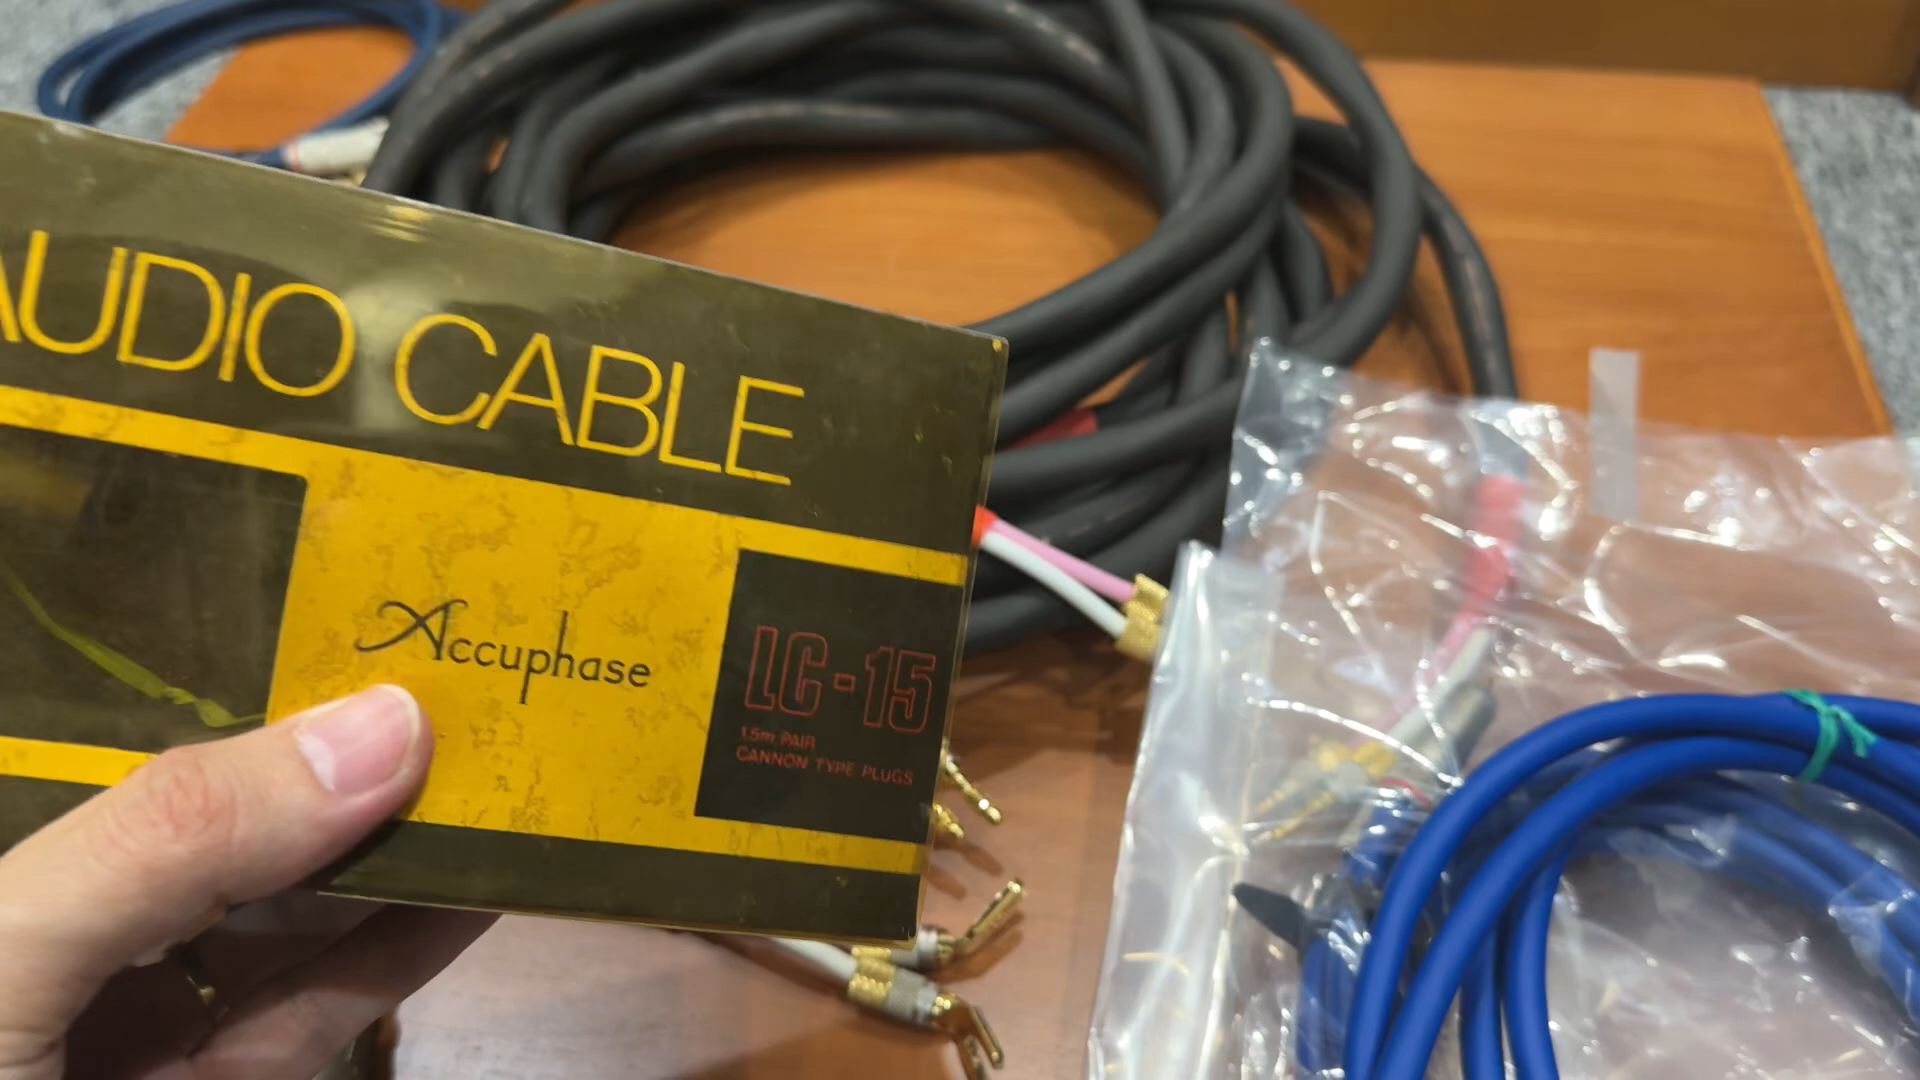 AUDIO CABLE
Accuphase
LC-15
1.5m PAIR
CANNON TYPE PLUGS